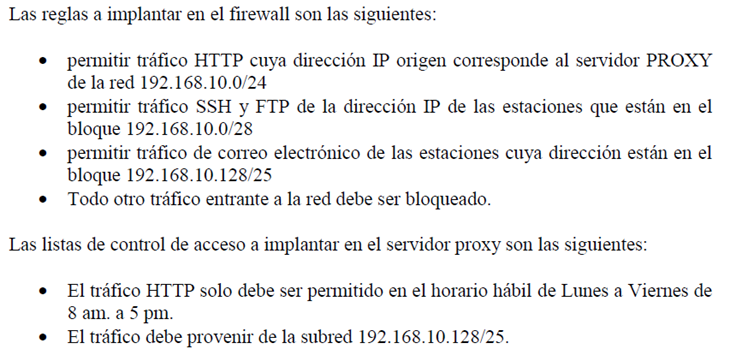 Las reglas a implantar en el firewall son las siguientes:
• permitir tráfico HTTP cuya dirección IP origen corresponde al servidor PROXY
de la red 192.168.10.0/24
• permitir tráfico SSH y FTP de la dirección IP de las estaciones que están en el
bloque 192.168.10.0/28
• permitir tráfico de correo electrónico de las estaciones cuya dirección están en el
bloque 192.168.10.128/25
• Todo otro tráfico entrante a la red debe ser bloqueado.
Las listas de control de acceso a implantar en el servidor proxy son las siguientes:
• El tráfico HTTP solo debe ser permitido en el horario hábil de Lunes a Viernes de
8 am. a 5 pm.
• El tráfico debe provenir de la subred 192.168.10.128/25.